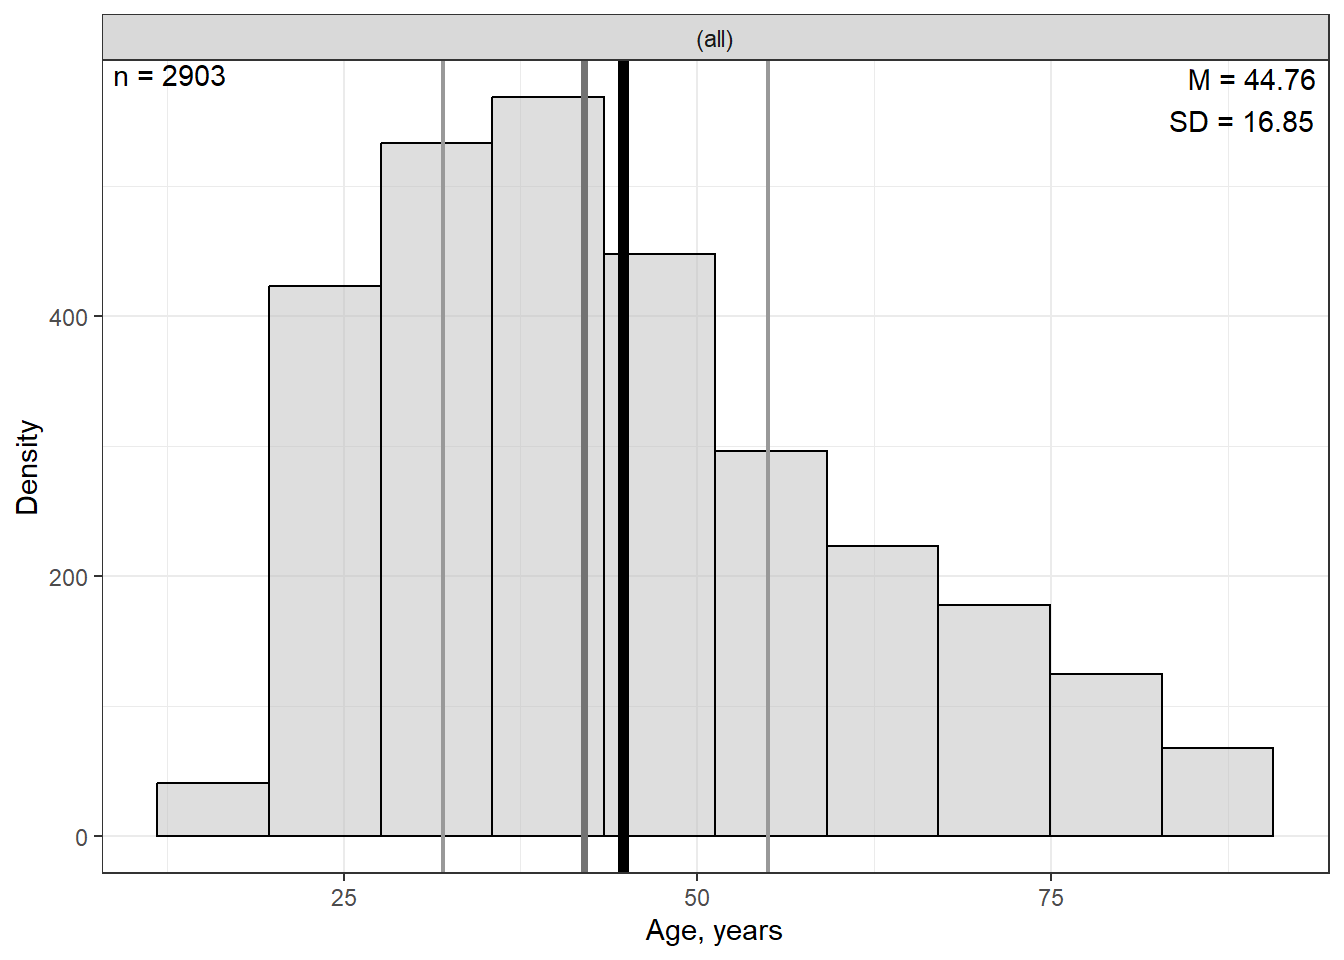 (all)
n = 2903
M = 44.76
SD = 16.85
400
200
0
Density
25
50
75
Age, years